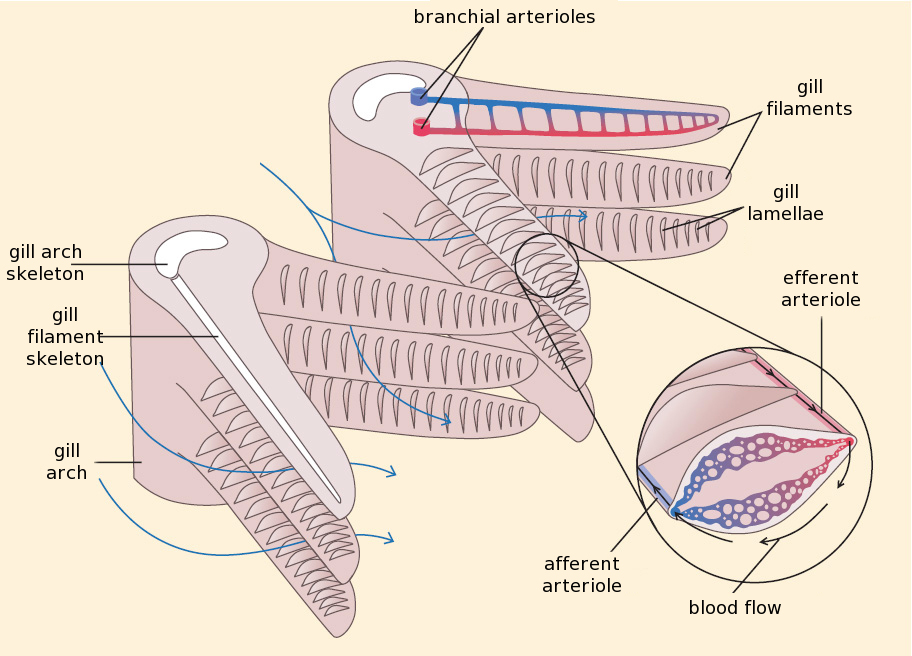 branchial arterioles
gill
filaments
gill
lamellae
gill arch
skeleton
efferent
arteriole
gill
filament
skeleton
gill
arch
afferent
arteriole
blood flow